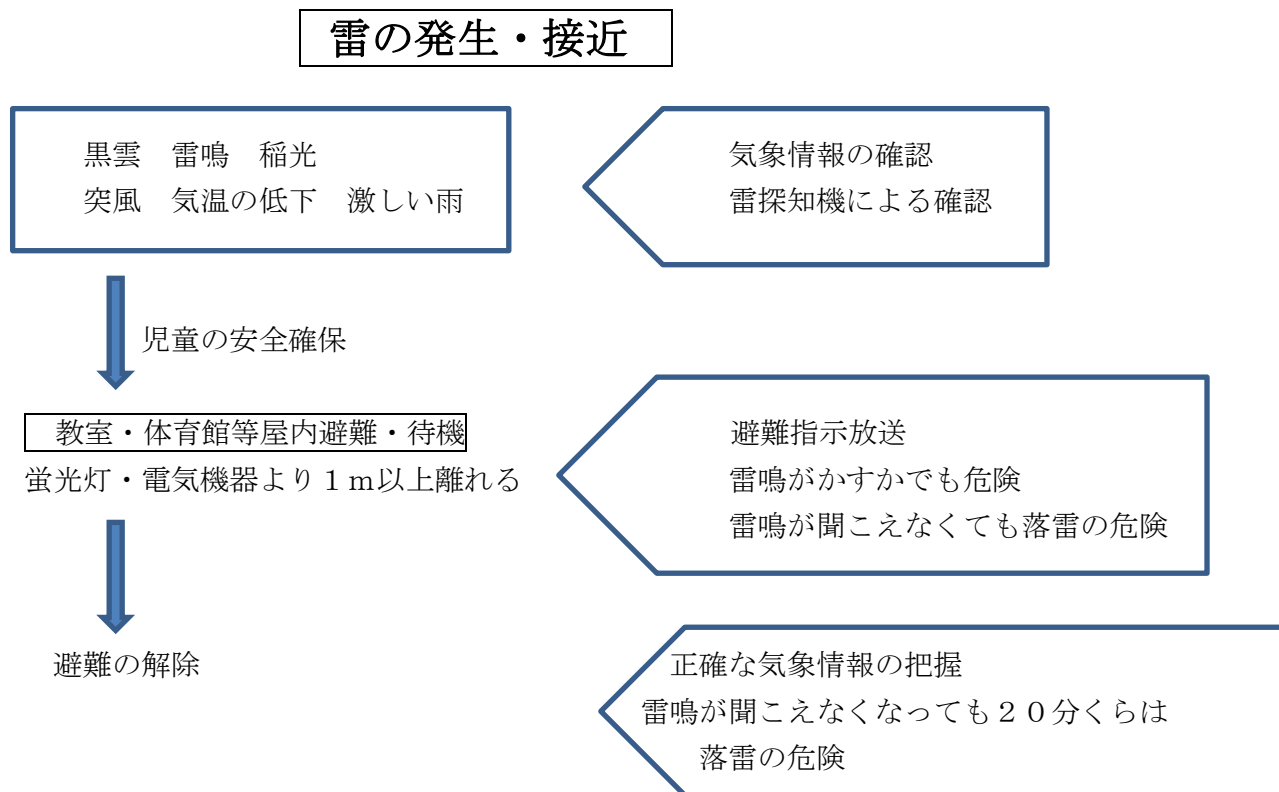 雷の発生・接近
黒雲 雷鳴 稲光
突風 気温の低下 激しい雨
気象情報の確認
雷探知機による確認
児童の安全確保
教室・体育館等屋内避難・待機
蛍光灯・電気機器より１ｍ以上離れる
避難指示放送
雷鳴がかすかでも危険
雷鳴が聞こえなくても落雷の危険
避難の解除
正確な気象情報の把握
雷鳴が聞こえなくなっても２０分くらは
落雷の危険